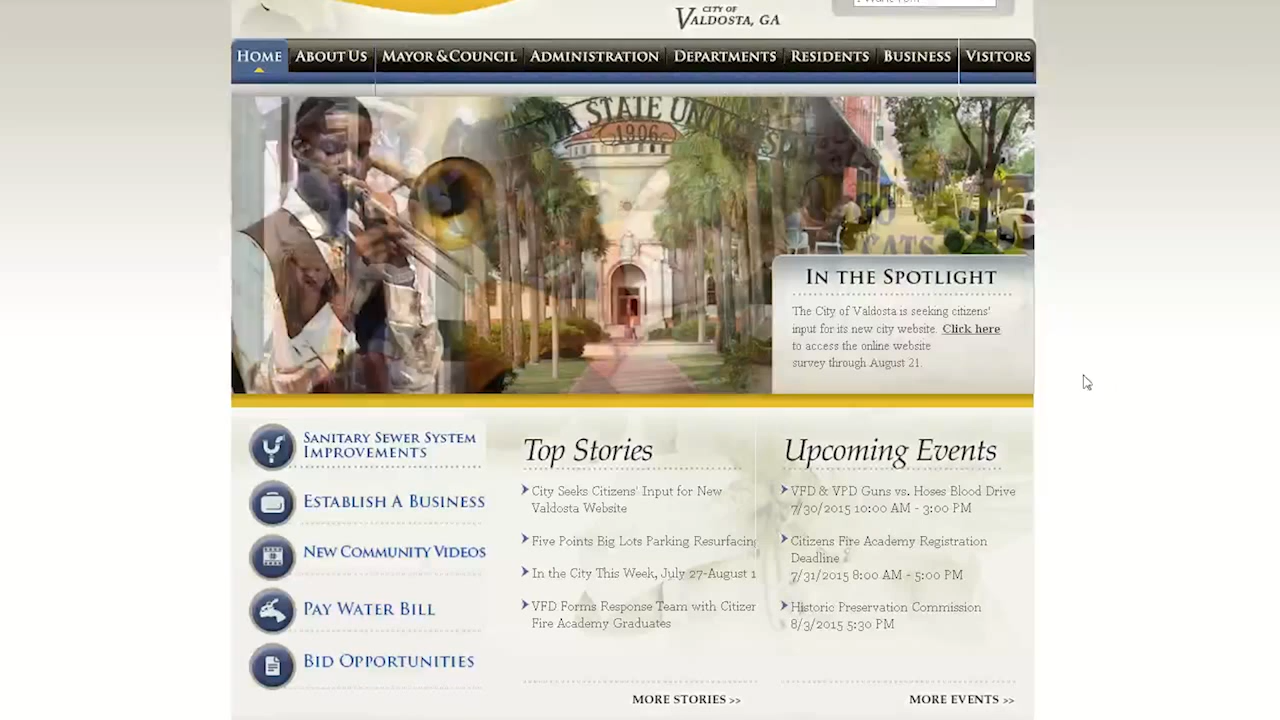 CITY OF
VALDOSTA, GA
HOME
ABOUT US
MAYOR & COUNCIL
ADMINISTRATION
DEPARTMENTS
RESIDENTS
BUSINESS
VISITORS
STATE
1906
CATS
IN THE SPOTLIGHT
The City of Valdosta is seeking citizens'
input for its new city website. Click here
to access the online website
survey through August 21.
SANITARY SEWER SYSTEM
IMPROVEMENTS
ESTABLISH A BUSINESS
NEW COMMUNITY VIDEOS
PAY WATER BILL
BID OPPORTUNITIES
Top Stories
City Seeks Citizens' Input for New
Valdosta Website
Five Points Big Lots Parking Resurfacing
In the City This Week, July 27-August 1
VFD Forms Response Team with Citizen
Fire Academy Graduates
MORE STORIES >>
Upcoming Events
VFD & VPD Guns vs. Hoses Blood Drive
7/30/2015 10:00 AM - 3:00 PM
Citizens Fire Academy Registration
Deadline
7/31/2015 8:00 AM - 5:00 PM
Historic Preservation Commission
8/3/2015 5:30 PM
MORE EVENTS >>